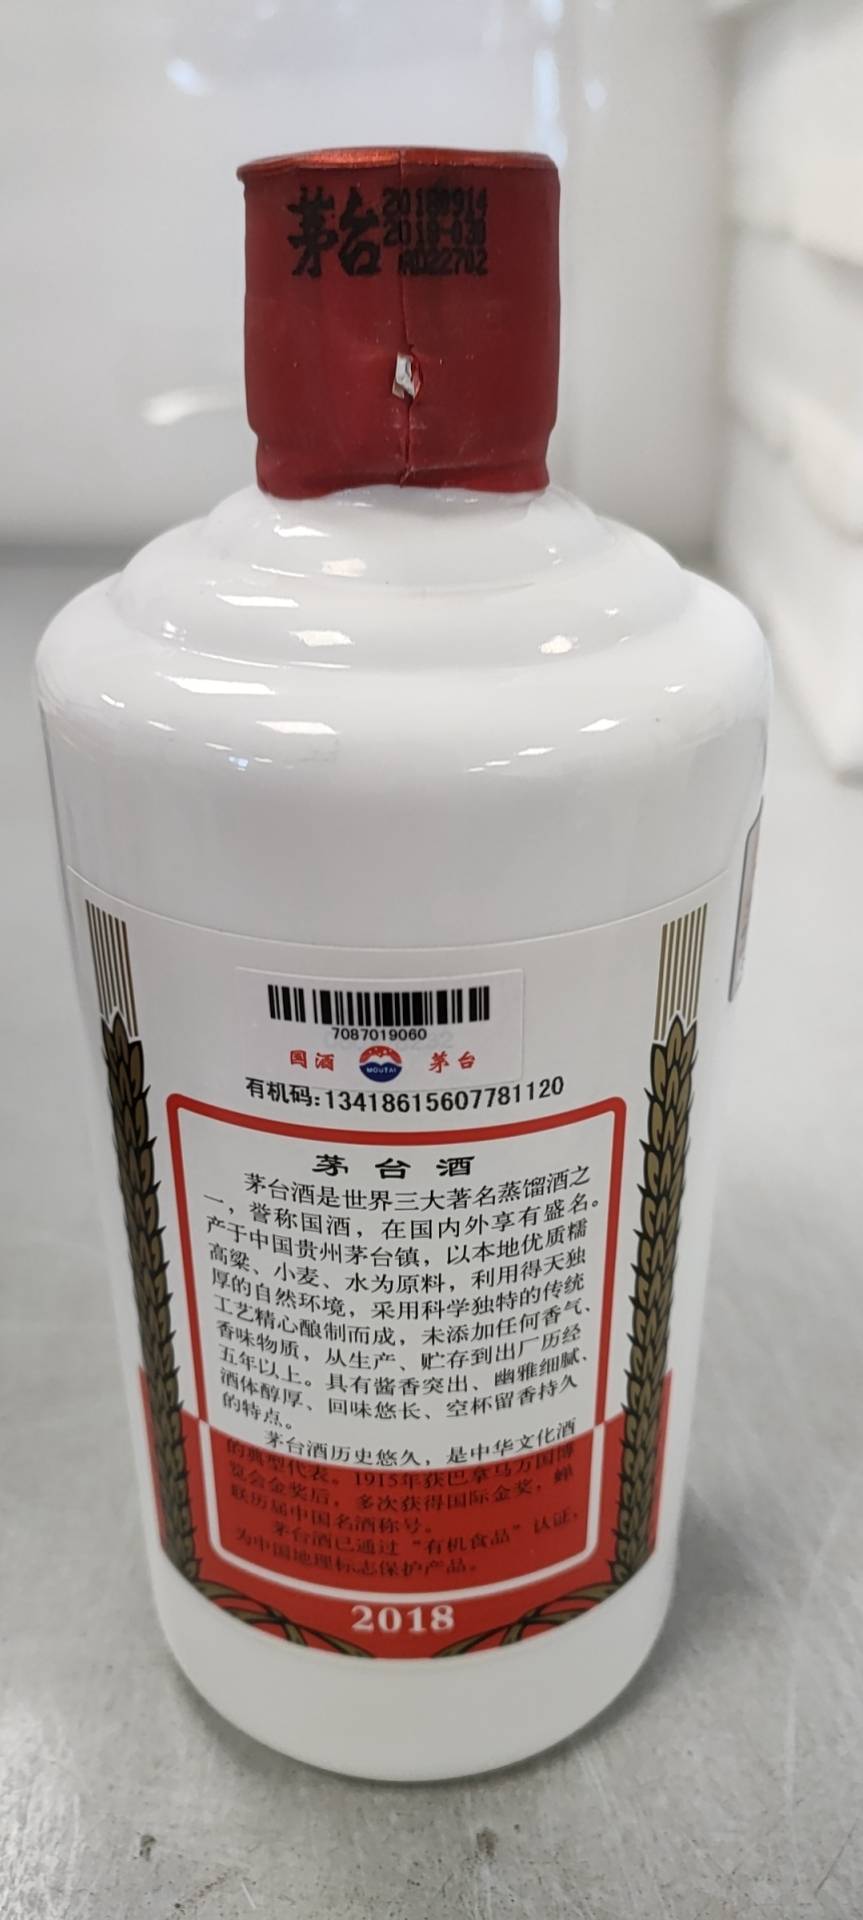 茅台
20180914
2018-030
A022702
7087019060
国酒
MOUTAI
茅台
有机码:13418615607781120
茅台酒
茅台酒是世界三大著名蒸馏酒之
一，誉称国酒，在国内外享有盛名。
产于中国贵州茅台镇，以本地优质糯
高粱、小麦、水为原料，利用得天独
厚的自然环境，采用科学独特的传统
工艺精心酿制而成，未添加任何香气、
香味物质，从生产、贮存到出厂历经
五年以上。具有酱香突出、幽雅细腻、
酒体醇厚、回味悠长、空杯留香持久
的特点。
茅台酒历史悠久，是中华文化酒
的典型代表。1915年获巴拿马万国博
览会金奖后，多次获得国际金奖，蝉
联历届中国名酒称号。
茅台酒已通过“有机食品”认证，
为中国地理标志保护产品。
2018